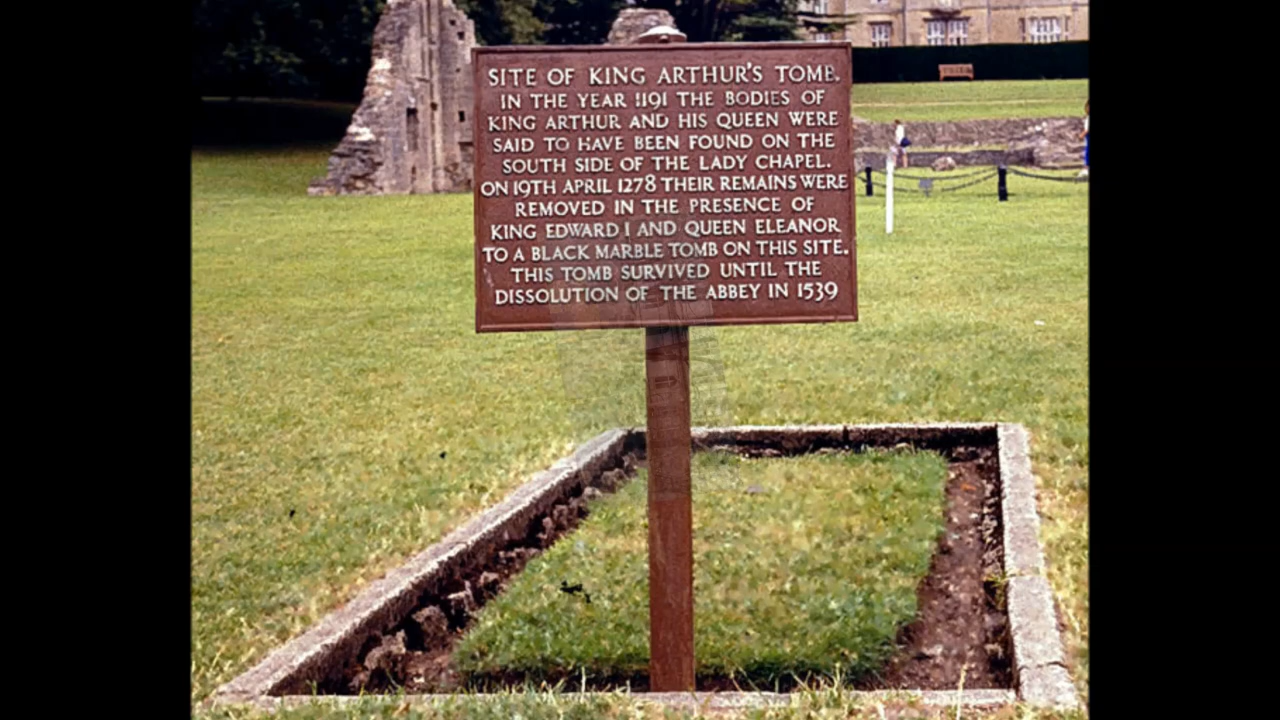 SITE OF KING ARTHUR'S TOMB.
IN THE YEAR 1191 THE BODIES OF
KING ARTHUR AND HIS QUEEN WERE
SAID TO HAVE BEEN FOUND ON THE
SOUTH SIDE OF THE LADY CHAPEL.
ON 19TH APRIL 1278 THEIR REMAINS WERE
REMOVED IN THE PRESENCE OF
KING EDWARD I AND QUEEN ELEANOR
TO A BLACK MARBLE TOMB ON THIS SITE.
THIS TOMB SURVIVED UNTIL THE
DISSOLUTION OF THE ABBEY IN 1539